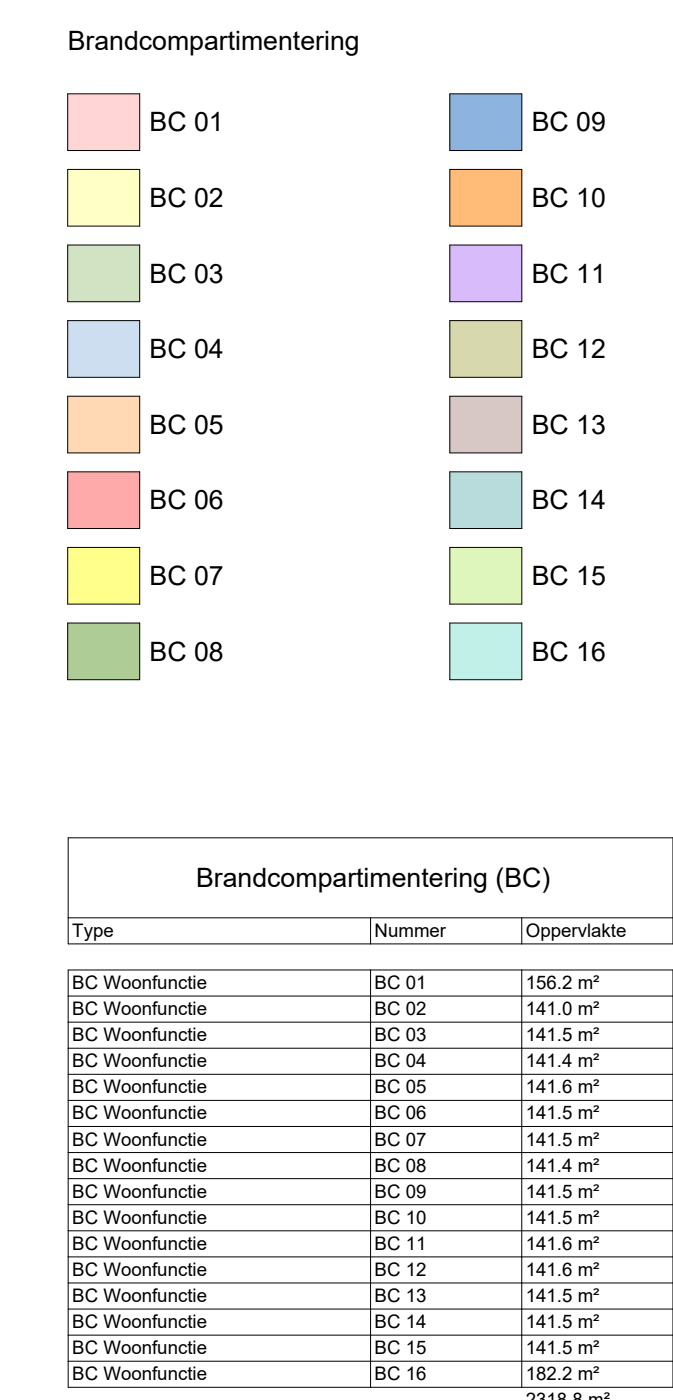 Brandcompartimentering
BC 01
BC 02
BC 03
BC 04
BC 05
BC 06
BC 07
BC 08
BC 09
BC 10
BC 11
BC 12
BC 13
BC 14
BC 15
BC 16
Brandcompartimentering (BC)
Type Nummer Oppervlakte
BC Woonfunctie BC 01 156.2 m²
BC Woonfunctie BC 02 141.0 m²
BC Woonfunctie BC 03 141.5 m²
BC Woonfunctie BC 04 141.4 m²
BC Woonfunctie BC 05 141.6 m²
BC Woonfunctie BC 06 141.5 m²
BC Woonfunctie BC 07 141.5 m²
BC Woonfunctie BC 08 141.4 m²
BC Woonfunctie BC 09 141.5 m²
BC Woonfunctie BC 10 141.5 m²
BC Woonfunctie BC 11 141.6 m²
BC Woonfunctie BC 12 141.6 m²
BC Woonfunctie BC 13 141.5 m²
BC Woonfunctie BC 14 141.5 m²
BC Woonfunctie BC 15 141.5 m²
BC Woonfunctie BC 16 182.2 m²
2318.8 m²